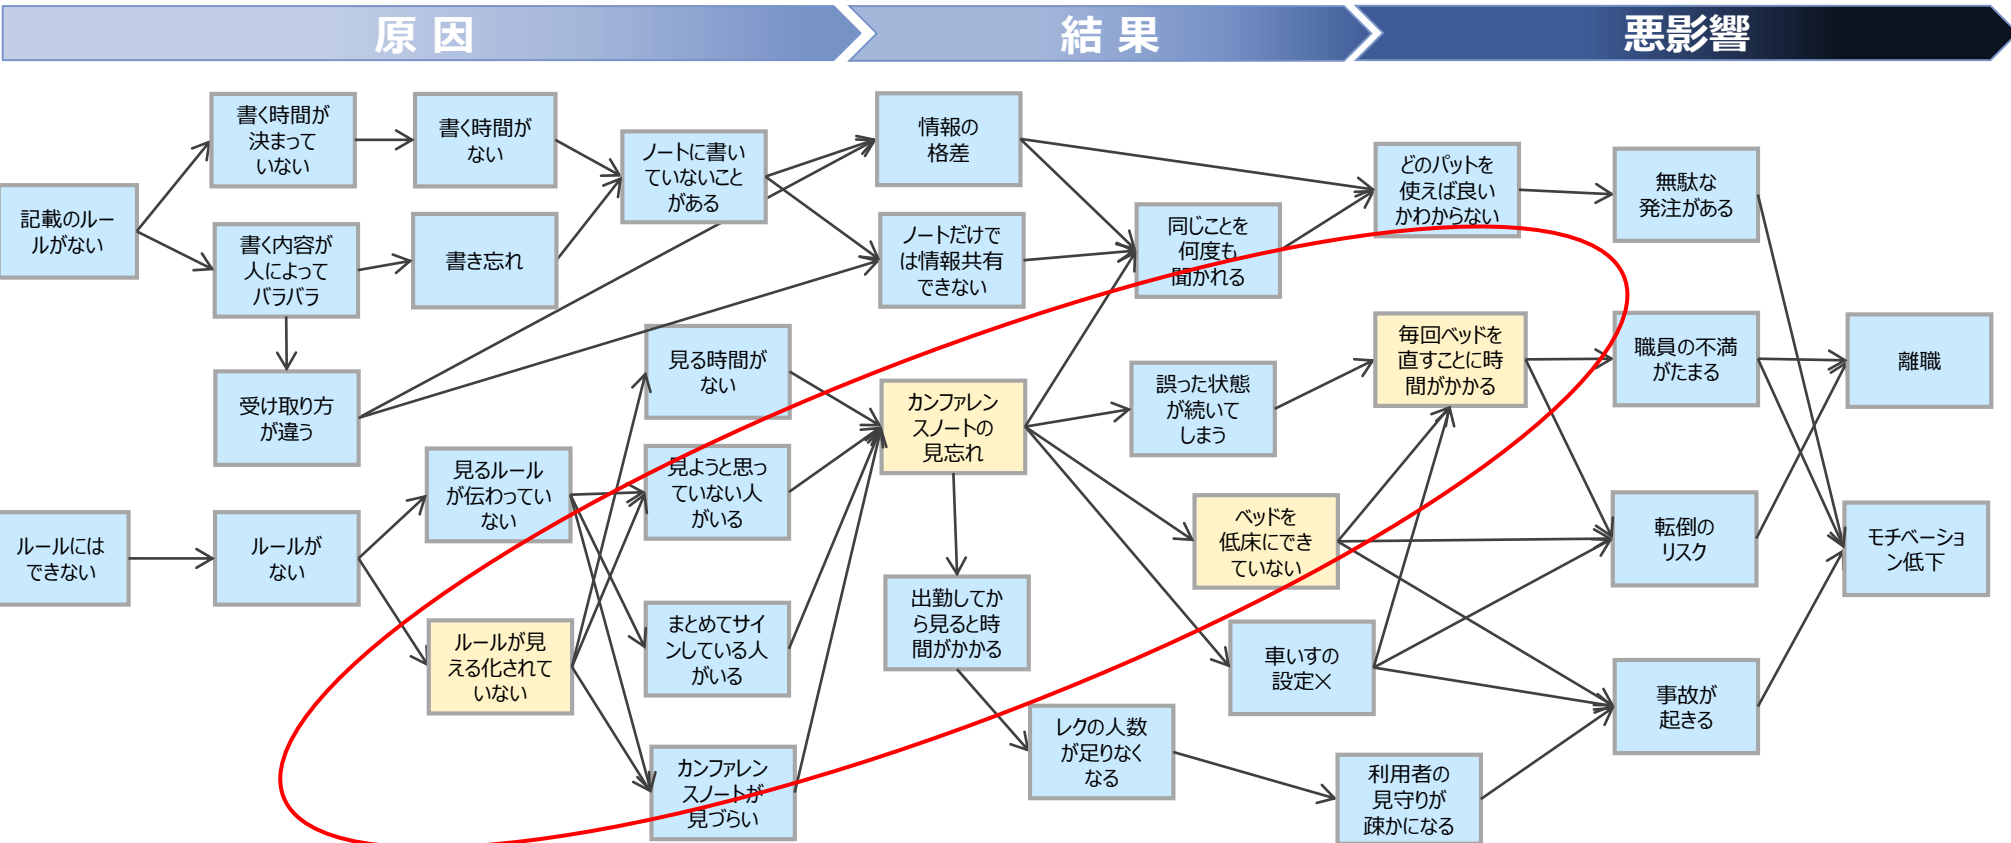 原 因
結 果
悪影響
記載のルー
ルがない
書く時間が
決まって
いない
書く時間が
ない
書く内容が
人によって
バラバラ
書き忘れ
受け取り方
が違う
ノートに書い
ていないこと
がある
情報の
格差
ノートだけで
は情報共有
できない
同じことを
何度も
聞かれる
どのパットを
使えば良い
かわからない
無駄な
発注がある
ルールには
できない
ルールが
ない
見るルール
が伝わってい
ない
ルールが見
える化されて
いない
見る時間が
ない
見ようと思っ
ていない人
がいる
まとめてサイ
ンしている人
がいる
カンファレン
スノートが
見づらい
カンファレン
スノートの
見忘れ
出勤してか
ら見ると時
間がかかる
レクの人数
が足りなく
なる
誤った状態
が続いて
しまう
ベッドを
低床にでき
ていない
車いすの
設定×
毎回ベッドを
直すことに時
間がかかる
利用者の
見守りが
疎かになる
職員の不満
がたまる
転倒の
リスク
事故が
起きる
離職
モチベーショ
ン低下